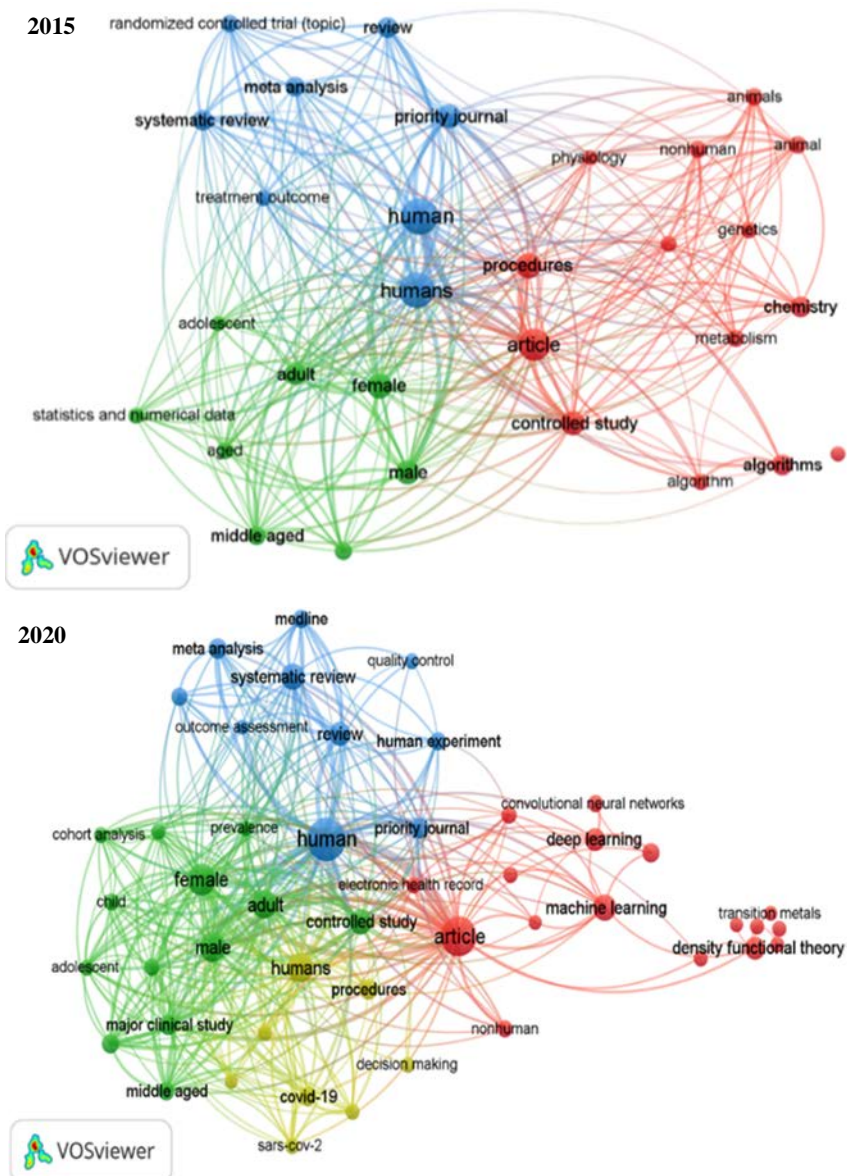 2015
randomized controlled trial (topic)
review
meta analysis
systematic review
priority journal
animals
physiology
nonhuman
animal
treatment outcome
human
genetics
procedures
humans
chemistry
adolescent
metabolism
article
adult
female
statistics and numerical data
controlled study
aged
male
algorithms
algorithm
middle aged
VOSviewer
2020
medline
meta analysis
quality control
systematic review
outcome assessment
review
human experiment
convolutional neural networks
cohort analysis
prevalence
human
priority journal
deep learning
female
electronic health record
child
adult
machine learning
transition metals
controlled study
article
male
density functional theory
humans
adolescent
procedures
major clinical study
nonhuman
decision making
middle aged
covid-19
sars-cov-2
VOSviewer